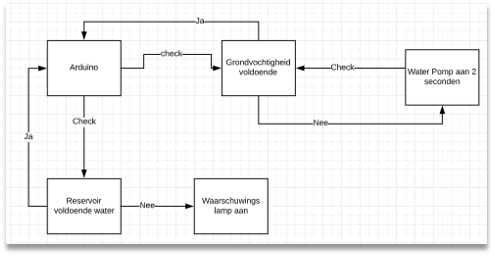 Ja
Arduino
check
Grondvochtigheid
voldoende
Check
Water Pomp aan 2
seconden
Nee
Check
Ja
Reservoir
voldoende water
Nee
Waarschuwings
lamp aan